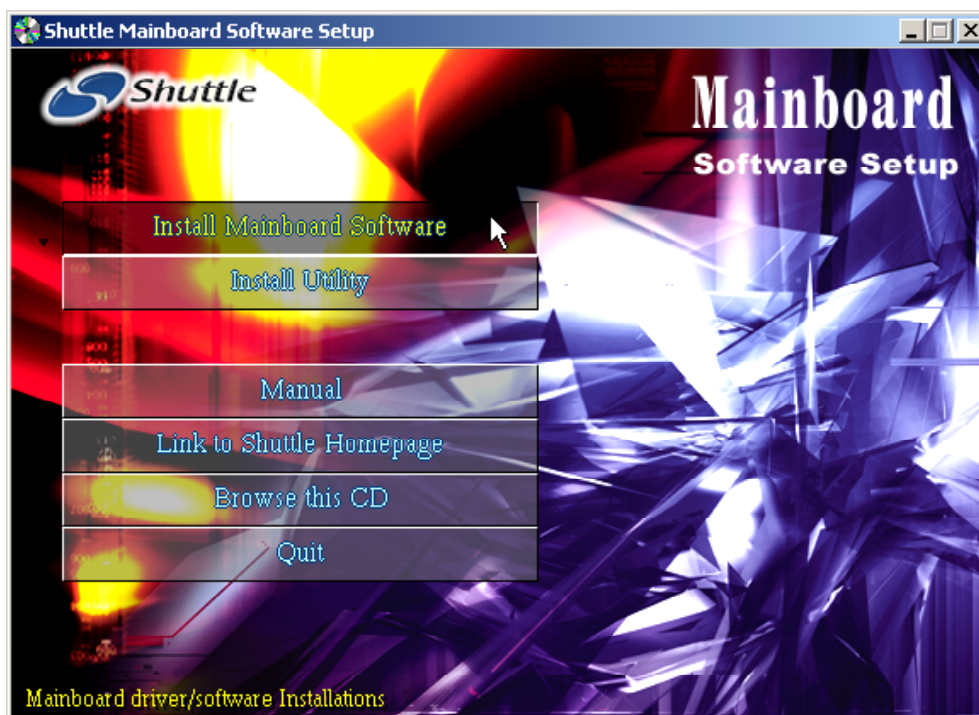 Shuttle Mainboard Software Setup
Shuttle
Mainboard
Software Setup
Install Mainboard Software
Install Utility
Manual
Link to Shuttle Homepage
Browse this CD
Quit
Mainboard driver/software Installations